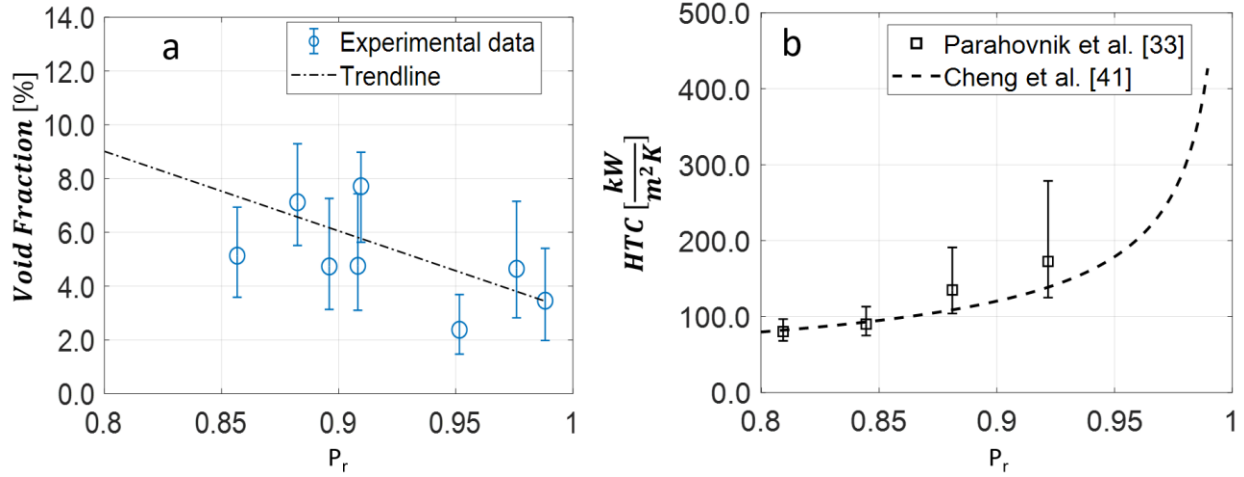 a
Experimental data
Trendline
Void Fraction [%]
14.0
12.0
10.0
8.0
6.0
4.0
2.0
0.0
0.8 0.85 0.9 0.95 1
Pr
b
Parahovnik et al. [33]
Cheng et al. [41]
HTC [kW/m²K]
500.0
400.0
300.0
200.0
100.0
0.0
0.8 0.85 0.9 0.95 1
Pr